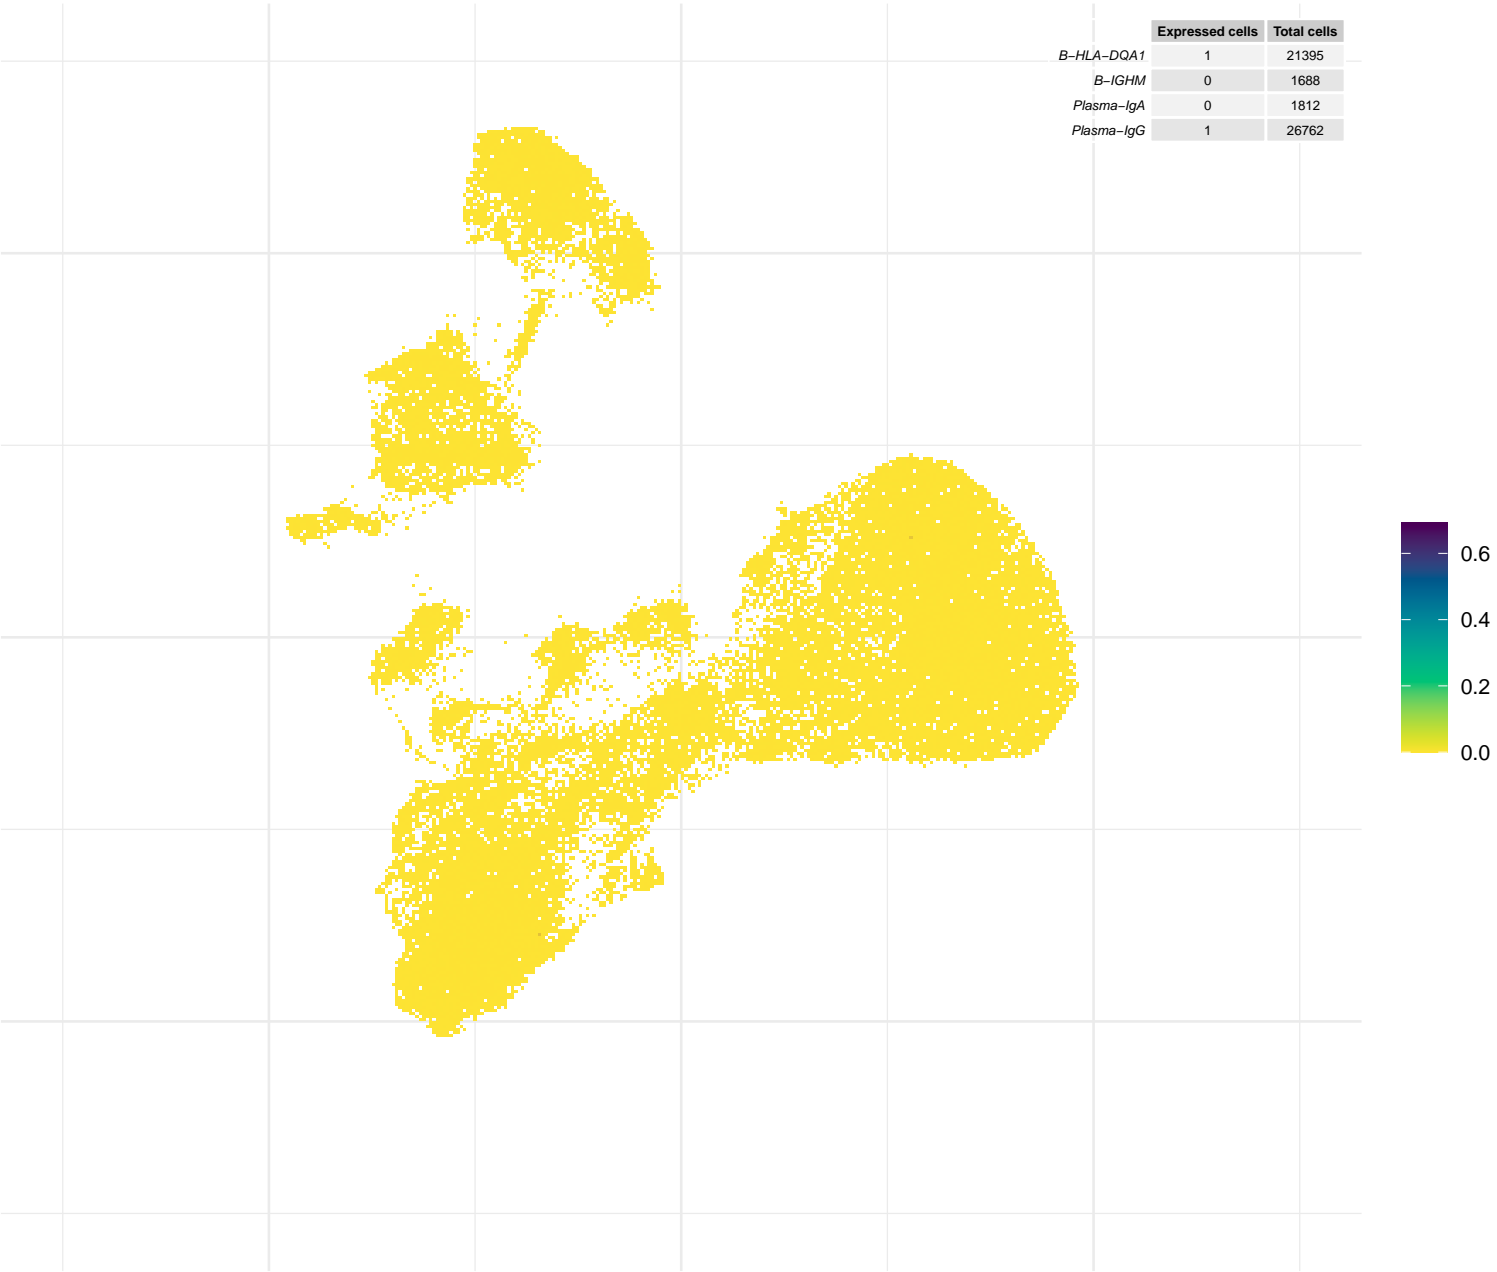 Expressed cells Total cells
B−HLA−DQA1 1 21395
B−IGHM 0 1688
Plasma−IgA 0 1812
Plasma−IgG 1 26762
0.6
0.4
0.2
0.0